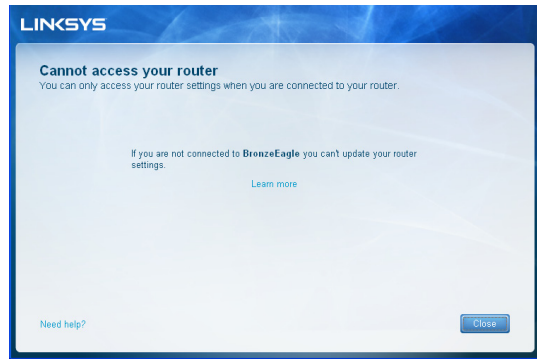 LINKSYS
Cannot access your router
You can only access your router settings when you are connected to your router.
If you are not connected to BronzeEagle you can't update your router
settings.
Learn more
Need help?
Close